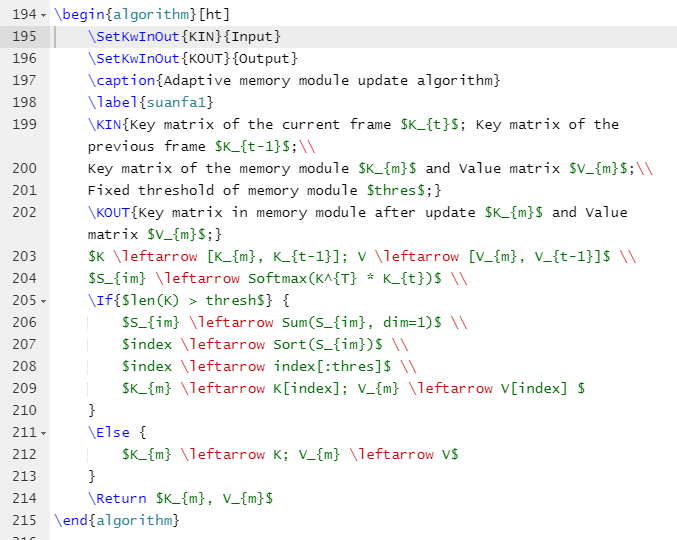 194 \begin{algorithm}[ht]
195 \SetKwInOut{KIN}{Input}
196 \SetKwInOut{KOUT}{Output}
197 \caption{Adaptive memory module update algorithm}
198 \label{suanfa1}
199 \KIN{Key matrix of the current frame $K_{t}$; Key matrix of the
previous frame $K_{t-1}$;\\
200 Key matrix of the memory module $K_{m}$ and Value matrix $V_{m}$;\\
201 Fixed threshold of memory module $thres$;}
202 \KOUT{Key matrix in memory module after update $K_{m}$ and Value
matrix $V_{m}$;}
203 $K \leftarrow [K_{m}, K_{t-1}]; V \leftarrow [V_{m}, V_{t-1}]$ \\
204 $S_{im} \leftarrow Softmax(K^{T} * K_{t})$ \\
205 \If{$len(K) > thresh$} {
206 $S_{im} \leftarrow Sum(S_{im}, dim=1)$ \\
207 $index \leftarrow Sort(S_{im})$ \\
208 $index \leftarrow index[:thres]$ \\
209 $K_{m} \leftarrow K[index]; V_{m} \leftarrow V[index] $
210 }
211 \Else {
212 $K_{m} \leftarrow K; V_{m} \leftarrow V$
213 }
214 \Return $K_{m}, V_{m}$
215 \end{algorithm}